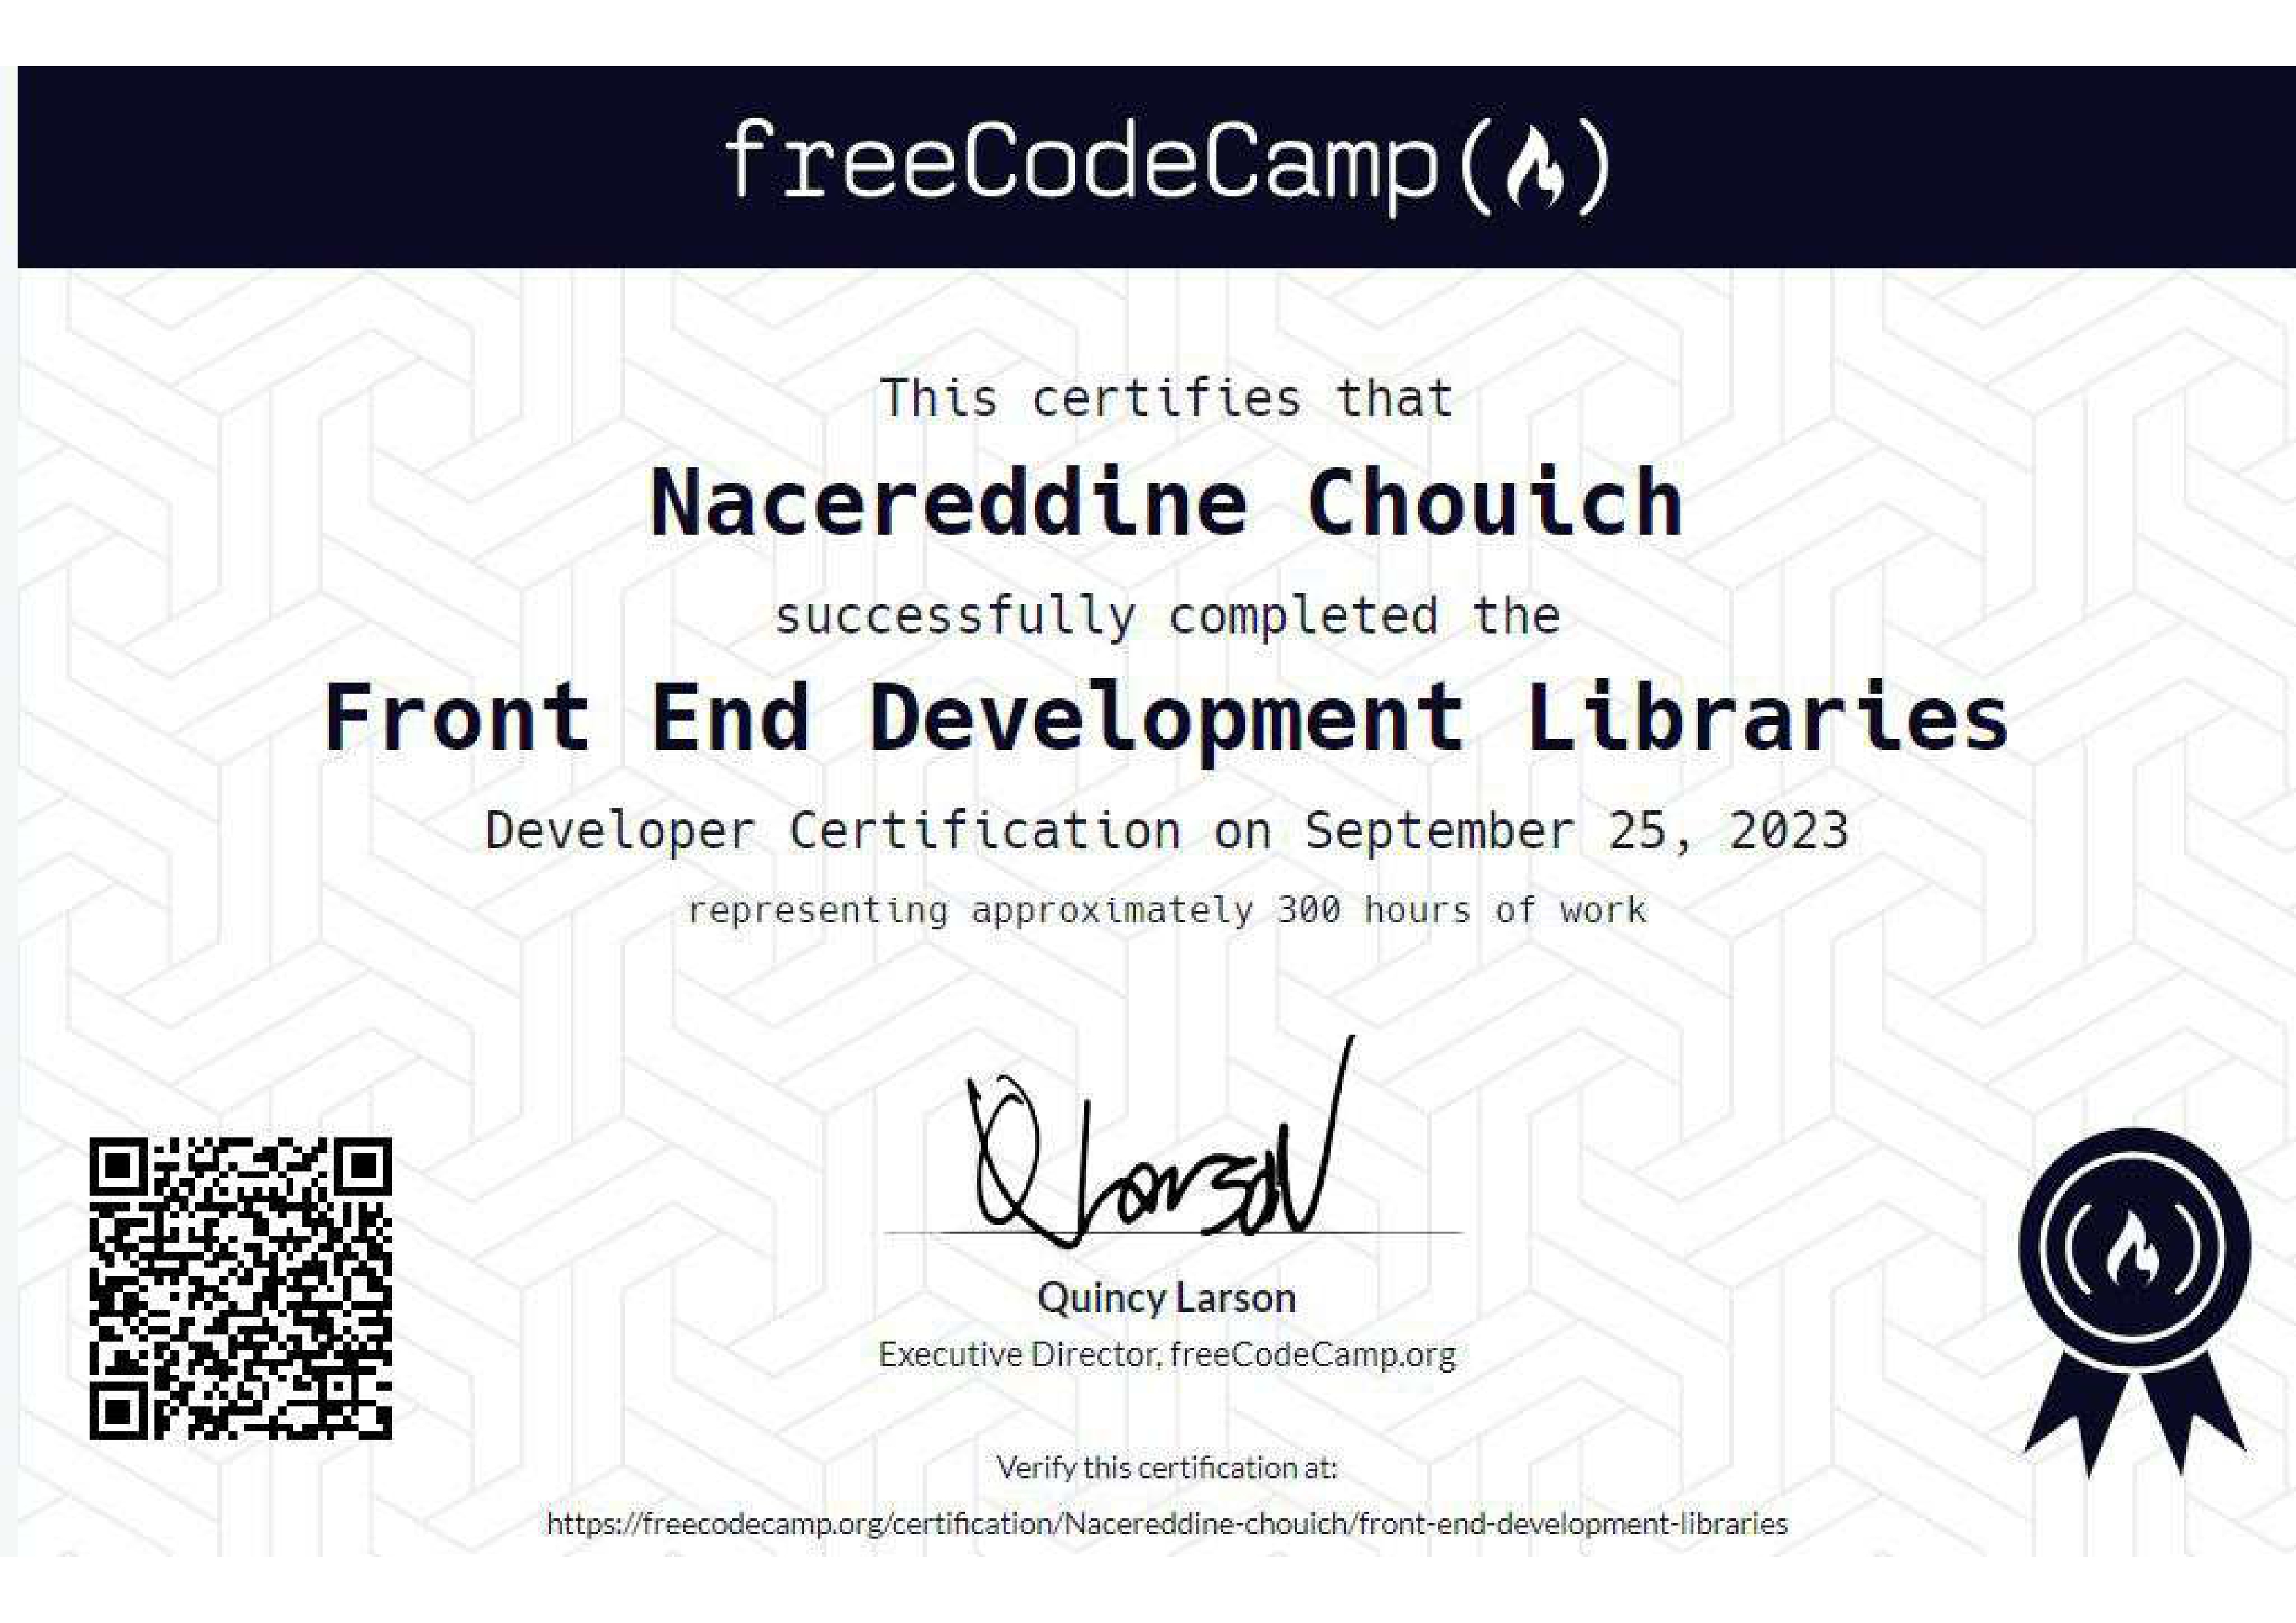 freeCodeCamp(🔥)
This certifies that
Nacereddine Chouich
successfully completed the
Front End Development Libraries
Developer Certification on September 25, 2023
representing approximately 300 hours of work
Q Larson
Quincy Larson
Executive Director, freeCodeCamp.org
Verify this certification at:
https://freecodecamp.org/certification/Nacereddine-chouich/front-end-development-libraries